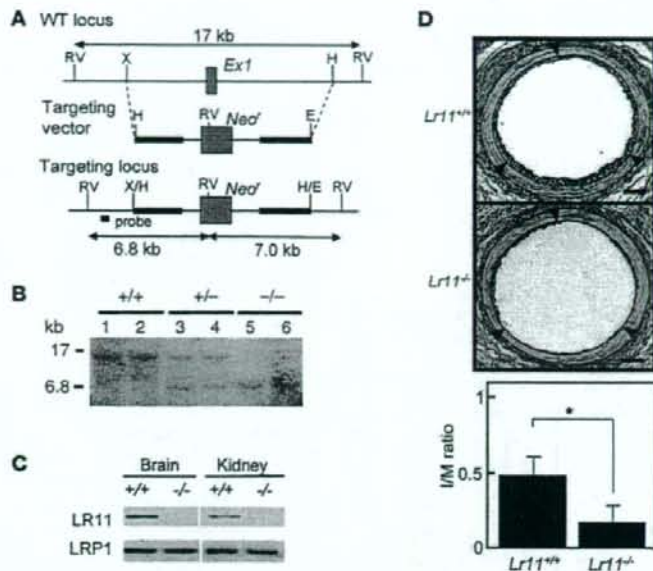 A WT locus
17 kb
RV X Ex1 H RV
Targeting vector
H RV Neoʳ E
Targeting locus
RV X/H RV Neoʳ H/E RV
probe
6.8 kb 7.0 kb
B
+/+ +/– –/–
kb 1 2 3 4 5 6
17
6.8
C
Brain Kidney
+/+ -/- +/+ -/-
LR11
LRP1
D
Lr11+/+
Lr11-/-
I/M ratio
1
0.5
0
*
Lr11+/+ Lr11-/-